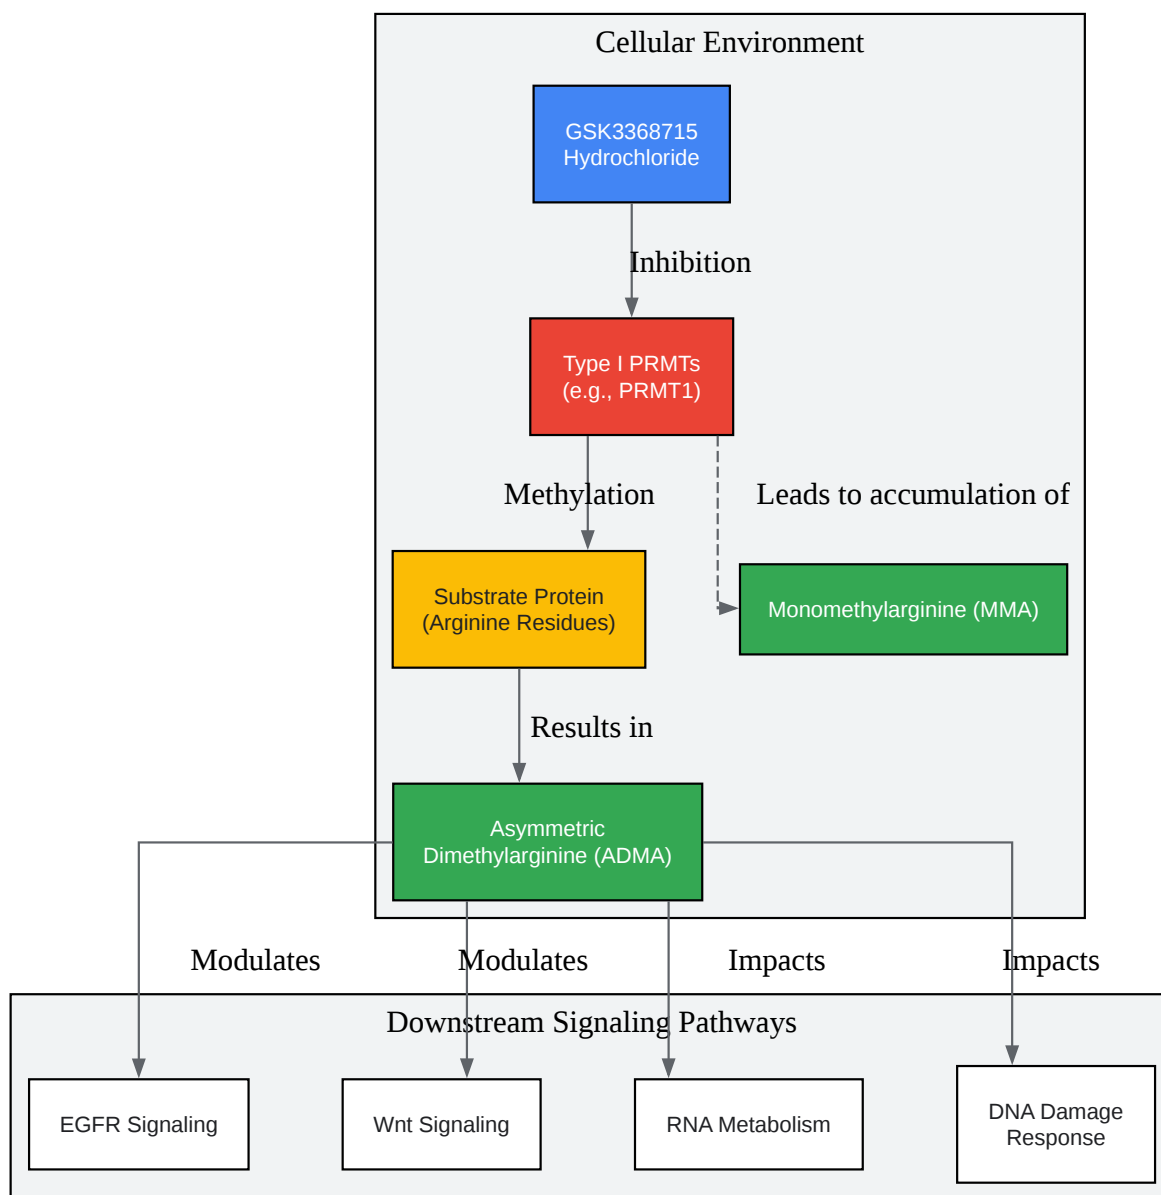 Cellular Environment
GSK3368715
Hydrochloride
Inhibition
Type I PRMTs
(e.g., PRMT1)
Methylation
Leads to accumulation of
Substrate Protein
(Arginine Residues)
Monomethylarginine (MMA)
Results in
Asymmetric
Dimethylarginine (ADMA)
Modulates
Modulates
Impacts
Impacts
Downstream Signaling Pathways
EGFR Signaling
Wnt Signaling
RNA Metabolism
DNA Damage
Response